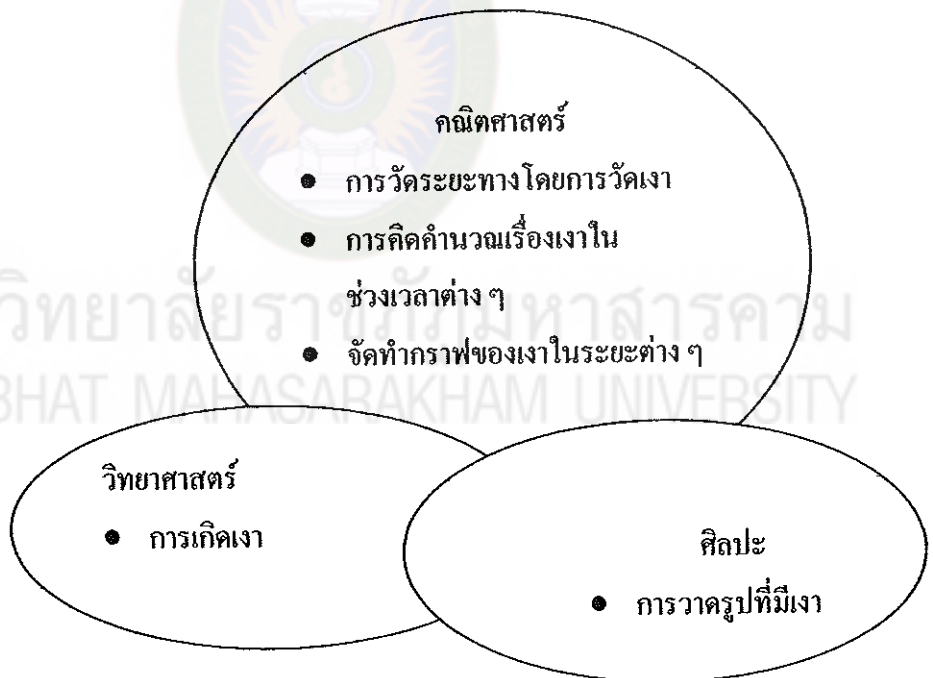 คณิตศาสตร์
● การวัดระยะทางโดยการวัดเงา
● การคิดคำนวณเรื่องเงาใน
ช่วงเวลาต่าง ๆ
● จัดทำกราฟของเงาในระยะต่าง ๆ
วิทยาลัยราชภัฏมหาสารคาม
BHAT MAHASARAKHAM UNIVERSITY
วิทยาศาสตร์
● การเกิดเงา
ศิลปะ
● การวาดรูปที่มีเงา